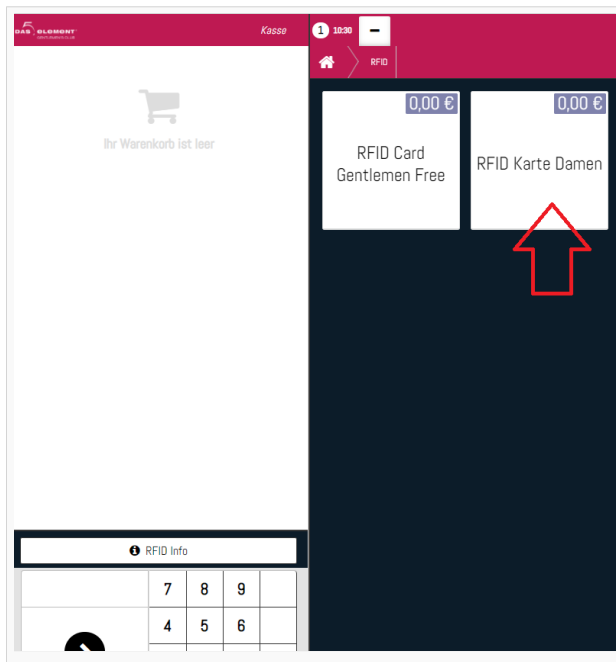 DAS 5 ELEMENT
Kasse
1 10:30
RFID
Ihr Warenkorb ist leer
0,00 €
RFID Card
Gentlemen Free
0,00 €
RFID Karte Damen
RFID Info
7 8 9
4 5 6